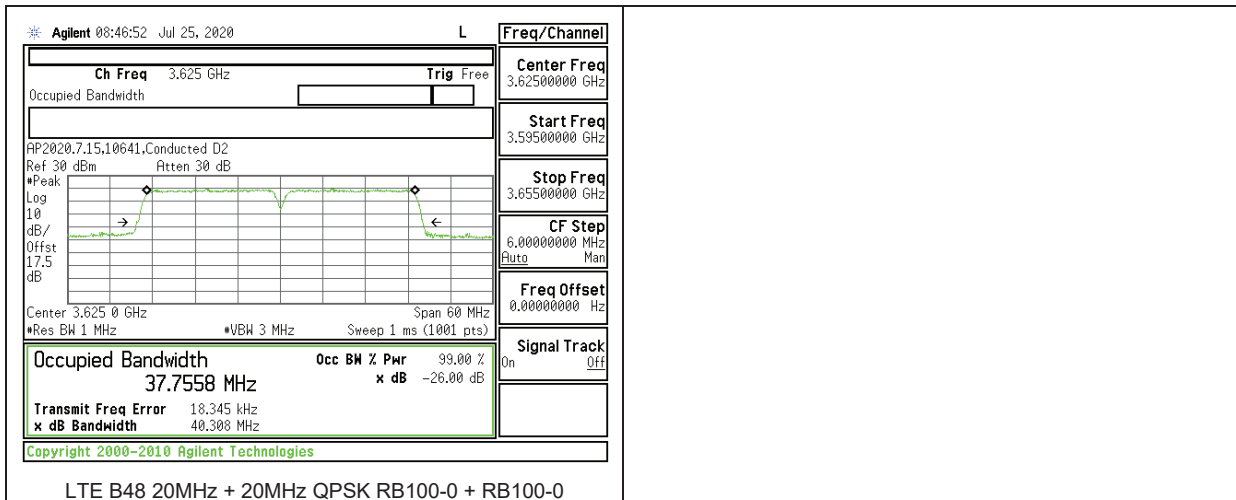 Agilent 08:46:52 Jul 25, 2020 L
Freq/Channel
Ch Freq 3.625 GHz Trig Free
Occupied Bandwidth
Center Freq
3.62500000 GHz
Start Freq
3.59500000 GHz
Stop Freq
3.65500000 GHz
CF Step
6.00000000 MHz
Auto Man
Freq Offset
0.00000000 Hz
Signal Track
On Off
AP2020.7.15,10641,Conducted D2
Ref 30 dBm Atten 30 dB
#Peak
Log
10
dB/
Offst
17.5
dB
Center 3.625 0 GHz Span 60 MHz
#Res BW 1 MHz #VBW 3 MHz Sweep 1 ms (1001 pts)
Occupied Bandwidth Occ BW % Pwr 99.00 %
37.7558 MHz x dB -26.00 dB
Transmit Freq Error 18.345 kHz
x dB Bandwidth 40.308 MHz
Copyright 2000-2010 Agilent Technologies
LTE B48 20MHz + 20MHz QPSK RB100-0 + RB100-0